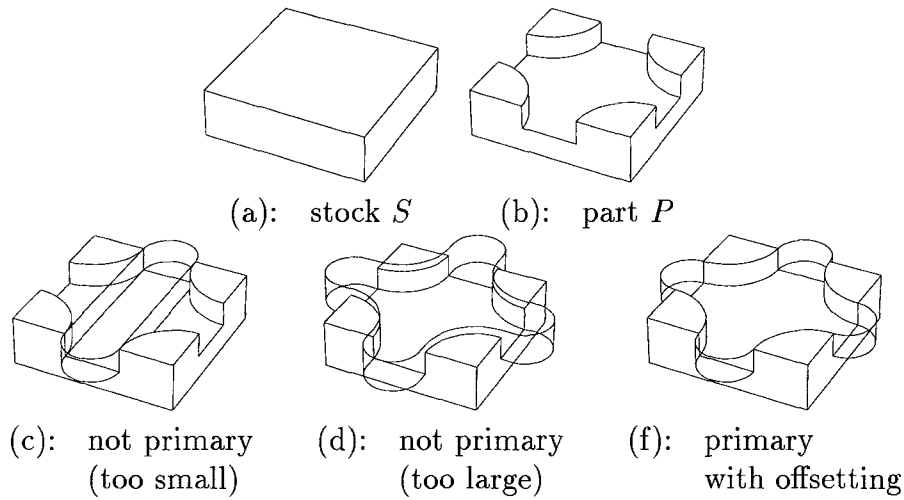 (a): stock S (b): part P
(c): not primary (d): not primary (f): primary
(too small) (too large) with offsetting